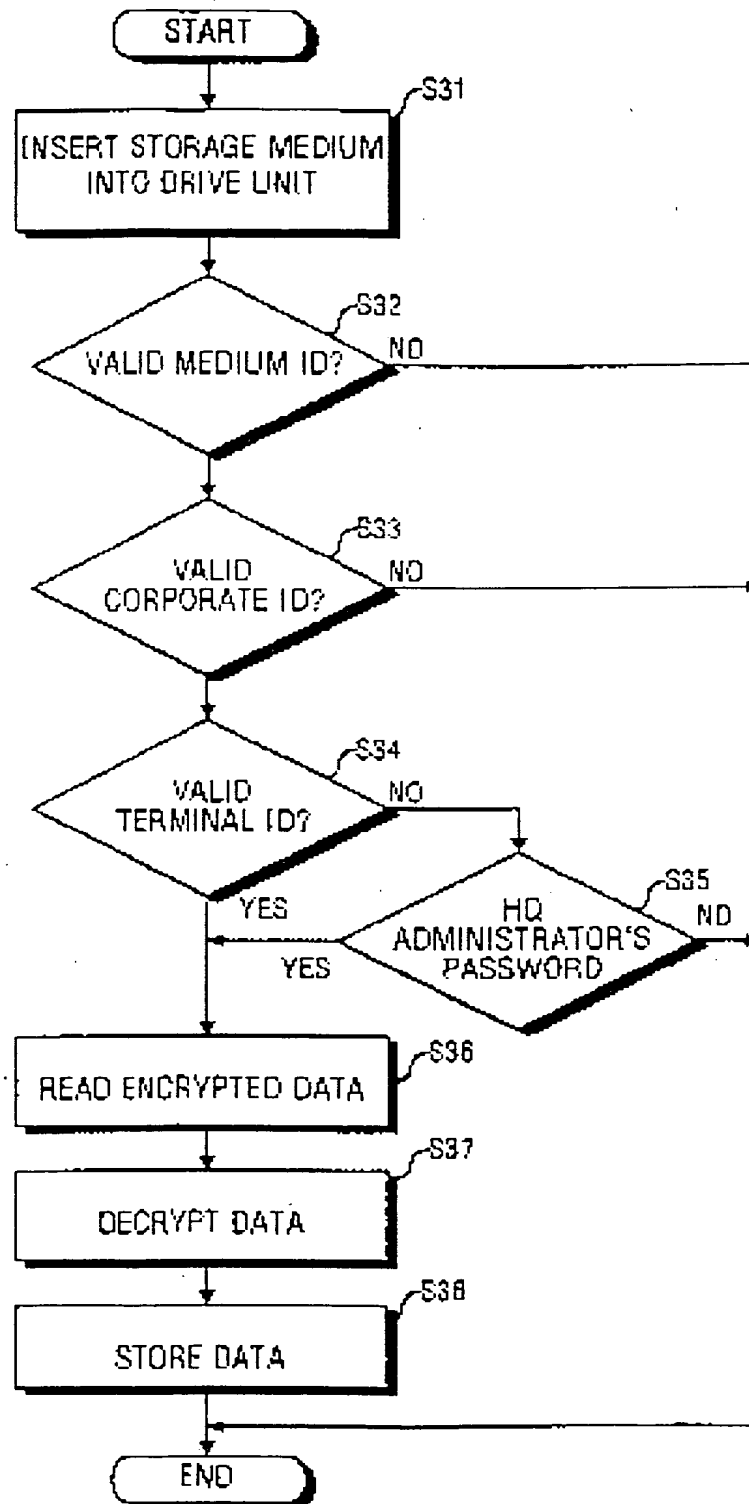 START
S31
INSERT STORAGE MEDIUM
INTO DRIVE UNIT
S32
VALID MEDIUM ID?
NO
S33
VALID
CORPORATE ID?
NO
S34
VALID
TERMINAL ID?
NO
YES
S35
HQ
ADMINISTRATOR'S
PASSWORD
NO
YES
S36
READ ENCRYPTED DATA
S37
DECRYPT DATA
S38
STORE DATA
END